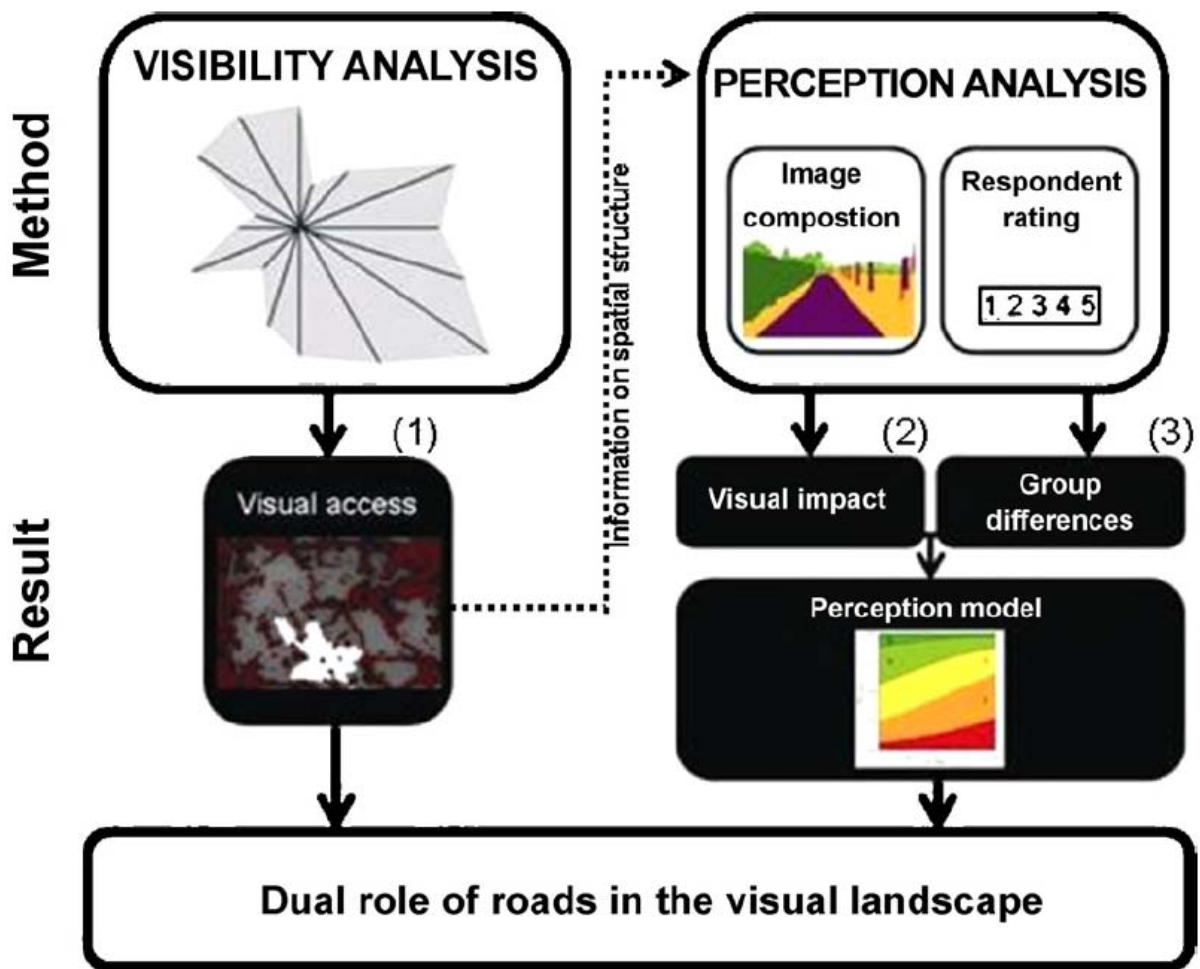 Method
Result
VISIBILITY ANALYSIS
(1)
Visual access
Information on spatial structure
PERCEPTION ANALYSIS
Image
compostion
Respondent
rating
1 2 3 4 5
(2)
(3)
Visual impact
Group
differences
Perception model
Dual role of roads in the visual landscape